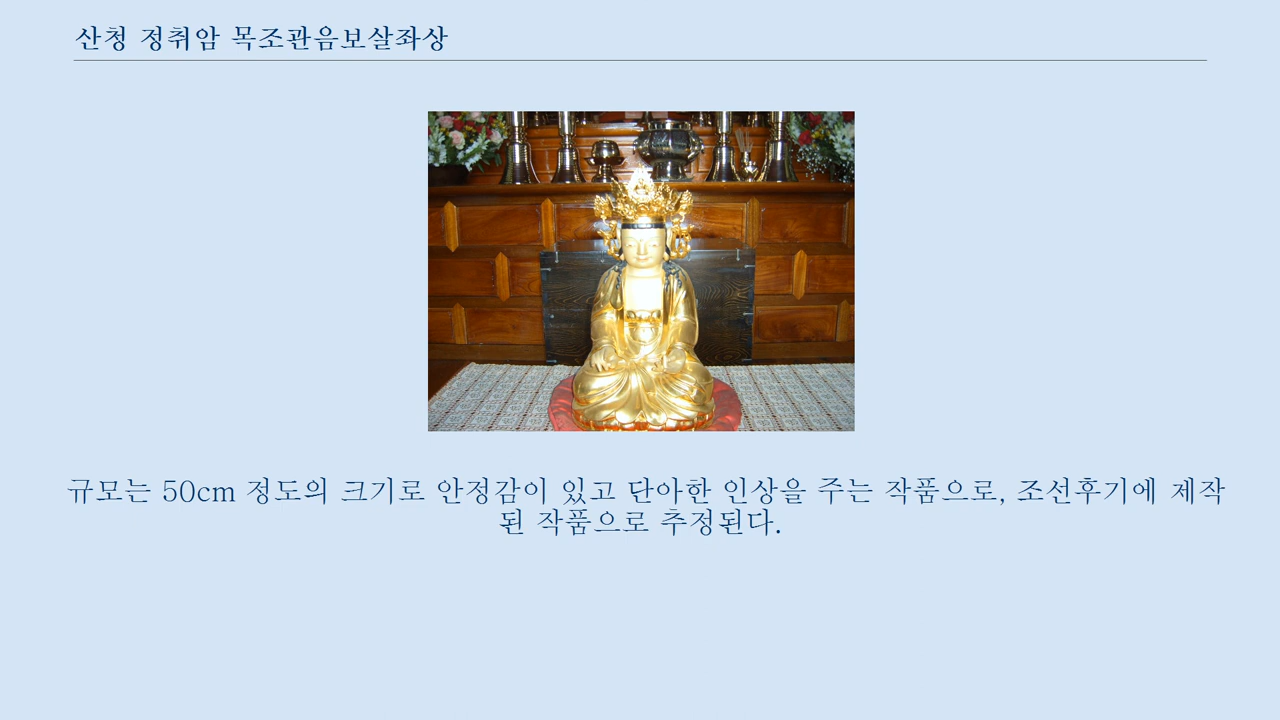 산청 정취암 목조관음보살좌상
규모는 50cm 정도의 크기로 안정감이 있고 단아한 인상을 주는 작품으로, 조선후기에 제작
된 작품으로 추정된다.